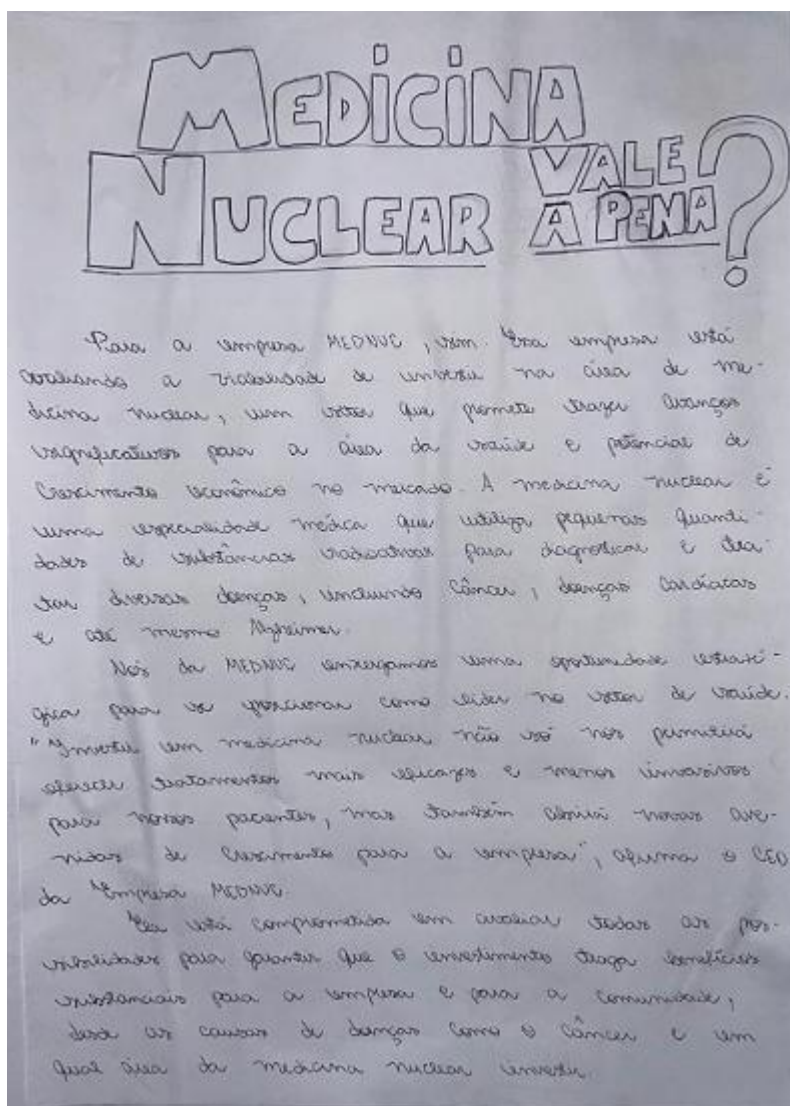 MEDICINA
NUCLEAR VALE A PENA?
Para a empresa MEDNUC, sim. Essa empresa está
avaliando a viabilidade de investir na área de me-
dicina nuclear, um setor que promete trazer avanços
significativos para a área da saúde e potencial de
crescimento econômico no mercado. A medicina nuclear é
uma especialidade médica que utiliza pequenas quanti-
dades de substâncias radioativas para diagnosticar e tra-
tar diversas doenças, incluindo câncer, doenças cardíacas
e até mesmo Alzheimer.
Nós da MEDNUC enxergamos uma oportunidade estraté-
gica para se posicionar como líder no setor de saúde.
"Investir em medicina nuclear não só nos permitirá
oferecer tratamentos mais eficazes e menos invasivos
para nossos pacientes, mas também abrirá novas ave-
nidas de crescimento para a empresa", afirma o CEO
da Empresa MEDNUC.
Ela está comprometida em avaliar todas as pos-
sibilidades para garantir que o investimento traga benefícios
substanciais para a empresa e para a comunidade,
desde as causas de doenças como o câncer e em
qual área da medicina nuclear investir.